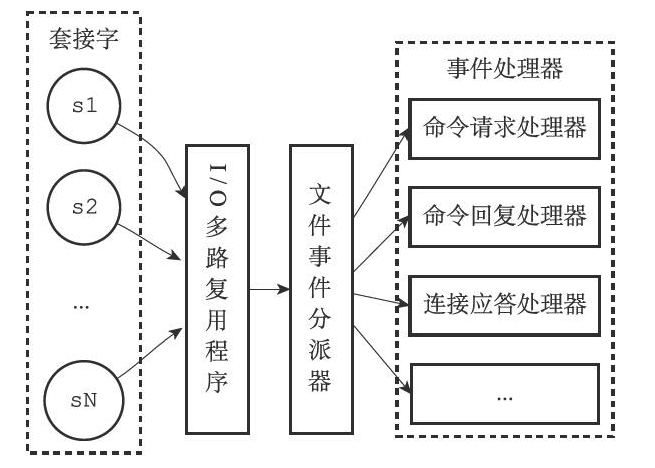 套接字
s1
s2
...
sN
I/O多路复用程序
文件事件分派器
事件处理器
命令请求处理器
命令回复处理器
连接应答处理器
...